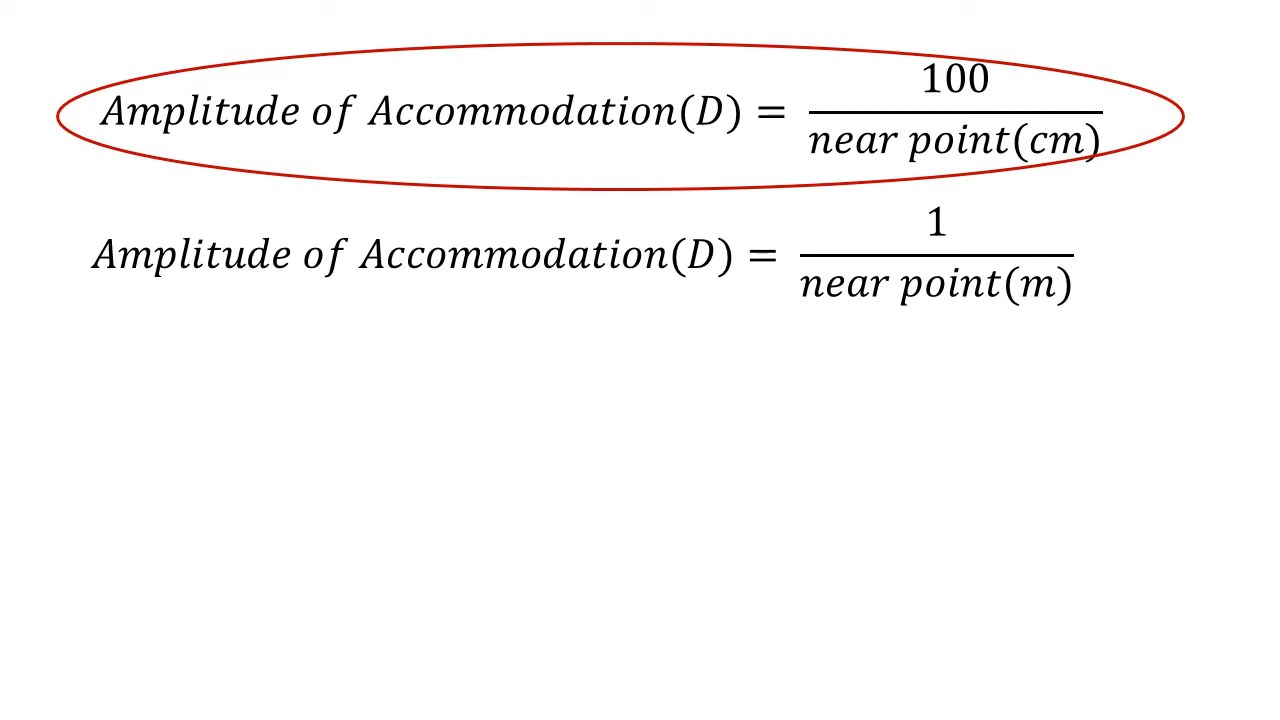 Amplitude of Accommodation(D) = 100 / near point(cm)
Amplitude of Accommodation(D) = 1 / near point(m)